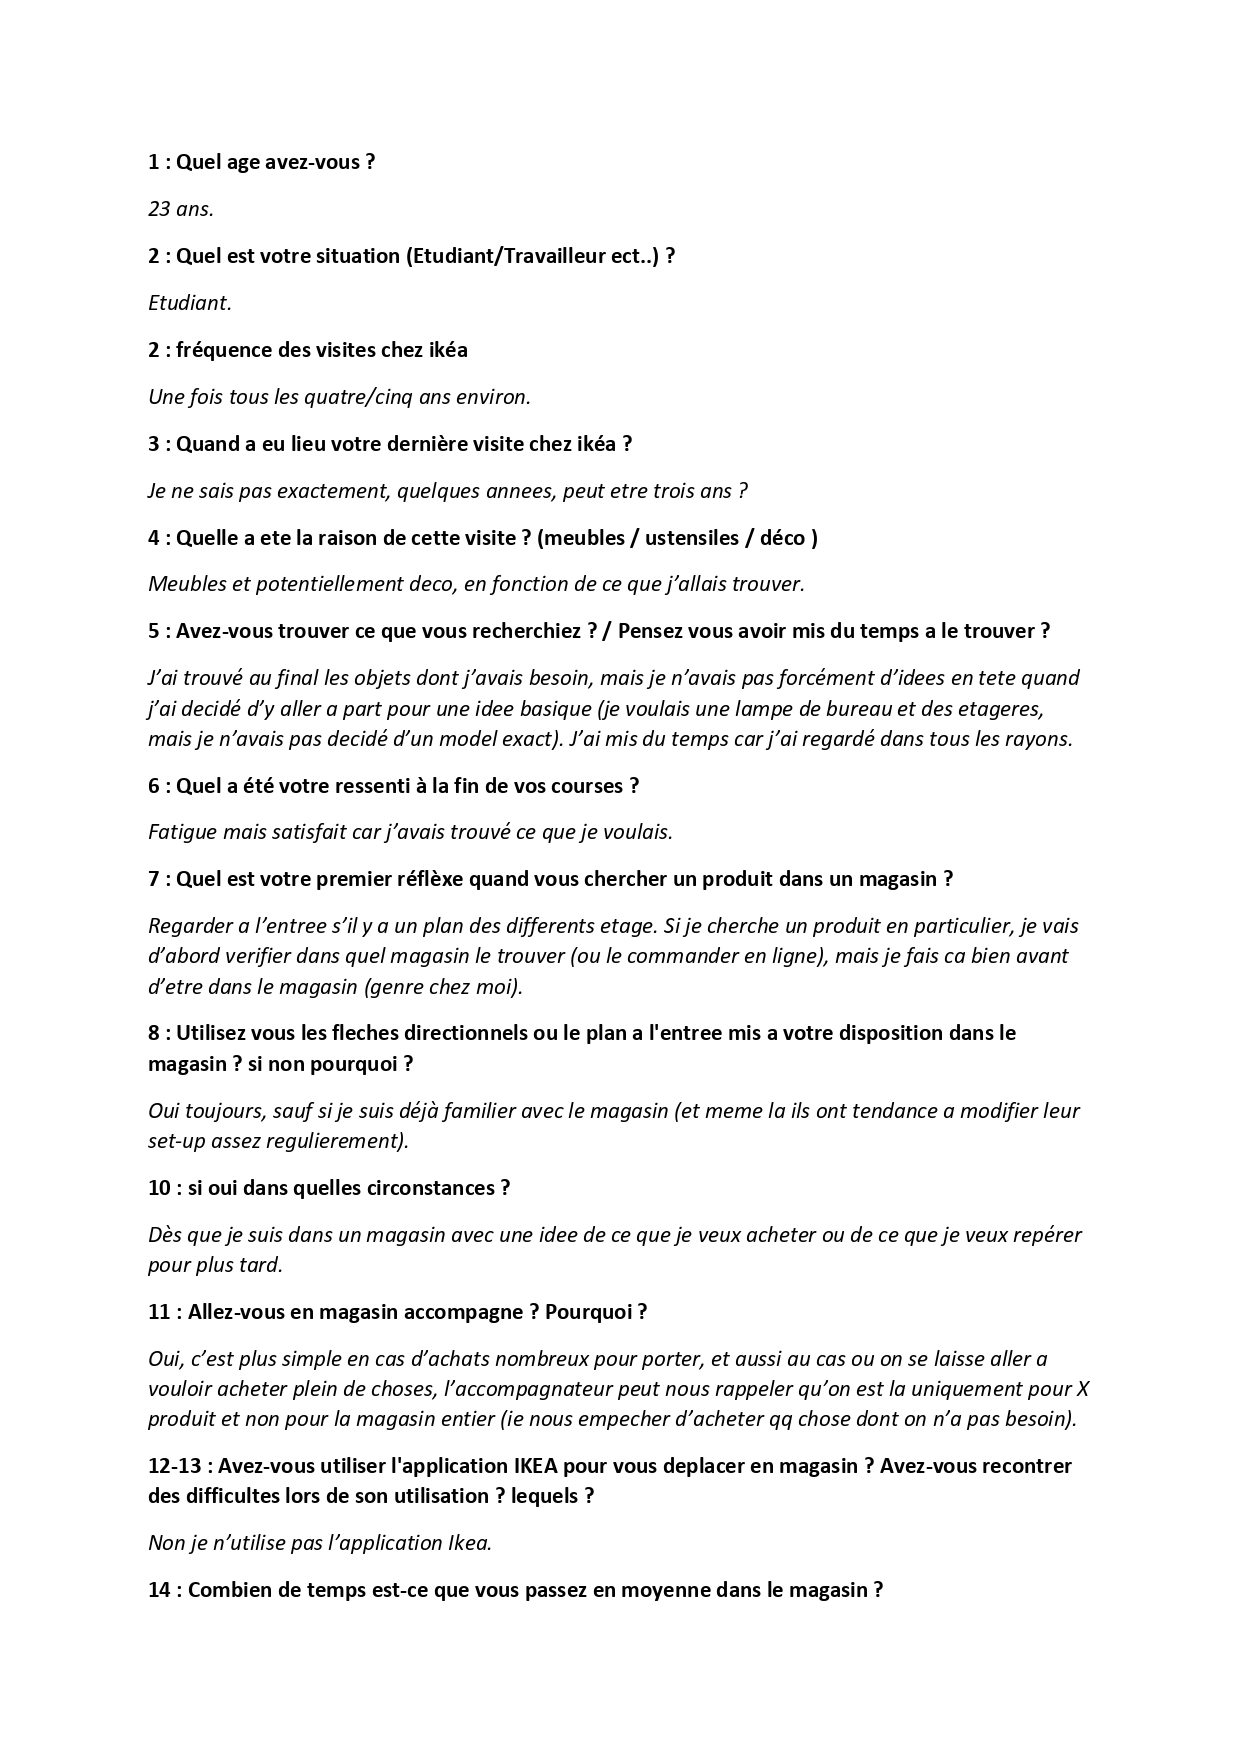 1 : Quel age avez-vous ?
23 ans.
2 : Quel est votre situation (Etudiant/Travailleur ect..) ?
Etudiant.
2 : fréquence des visites chez ikéa
Une fois tous les quatre/cinq ans environ.
3 : Quand a eu lieu votre dernière visite chez ikéa ?
Je ne sais pas exactement, quelques annees, peut etre trois ans ?
4 : Quelle a ete la raison de cette visite ? (meubles / ustensiles / déco )
Meubles et potentiellement deco, en fonction de ce que j’allais trouver.
5 : Avez-vous trouver ce que vous recherchiez ? / Pensez vous avoir mis du temps a le trouver ?
J’ai trouvé au final les objets dont j’avais besoin, mais je n’avais pas forcément d’idees en tete quand
j’ai decidé d’y aller a part pour une idee basique (je voulais une lampe de bureau et des etageres,
mais je n’avais pas decidé d’un model exact). J’ai mis du temps car j’ai regardé dans tous les rayons.
6 : Quel a été votre ressenti à la fin de vos courses ?
Fatigue mais satisfait car j’avais trouvé ce que je voulais.
7 : Quel est votre premier réflèxe quand vous chercher un produit dans un magasin ?
Regarder a l’entree s’il y a un plan des differents etage. Si je cherche un produit en particulier, je vais
d’abord verifier dans quel magasin le trouver (ou le commander en ligne), mais je fais ca bien avant
d’etre dans le magasin (genre chez moi).
8 : Utilisez vous les fleches directionnels ou le plan a l'entree mis a votre disposition dans le
magasin ? si non pourquoi ?
Oui toujours, sauf si je suis déjà familier avec le magasin (et meme la ils ont tendance a modifier leur
set-up assez regulierement).
10 : si oui dans quelles circonstances ?
Dès que je suis dans un magasin avec une idee de ce que je veux acheter ou de ce que je veux repérer
pour plus tard.
11 : Allez-vous en magasin accompagne ? Pourquoi ?
Oui, c’est plus simple en cas d’achats nombreux pour porter, et aussi au cas ou on se laisse aller a
vouloir acheter plein de choses, l’accompagnateur peut nous rappeler qu’on est la uniquement pour X
produit et non pour la magasin entier (ie nous empecher d’acheter qq chose dont on n’a pas besoin).
12-13 : Avez-vous utiliser l'application IKEA pour vous deplacer en magasin ? Avez-vous recontrer
des difficultes lors de son utilisation ? lequels ?
Non je n’utilise pas l’application Ikea.
14 : Combien de temps est-ce que vous passez en moyenne dans le magasin ?